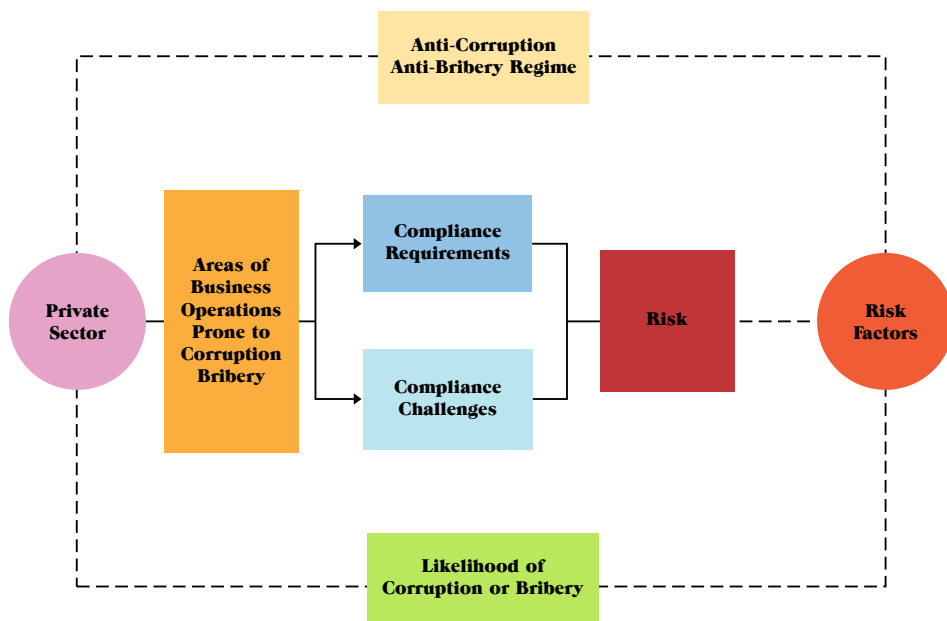 Anti-Corruption
Anti-Bribery Regime
Private
Sector
Areas of
Business
Operations
Prone to
Corruption
Bribery
Compliance
Requirements
Compliance
Challenges
Risk
Risk
Factors
Likelihood of
Corruption or Bribery